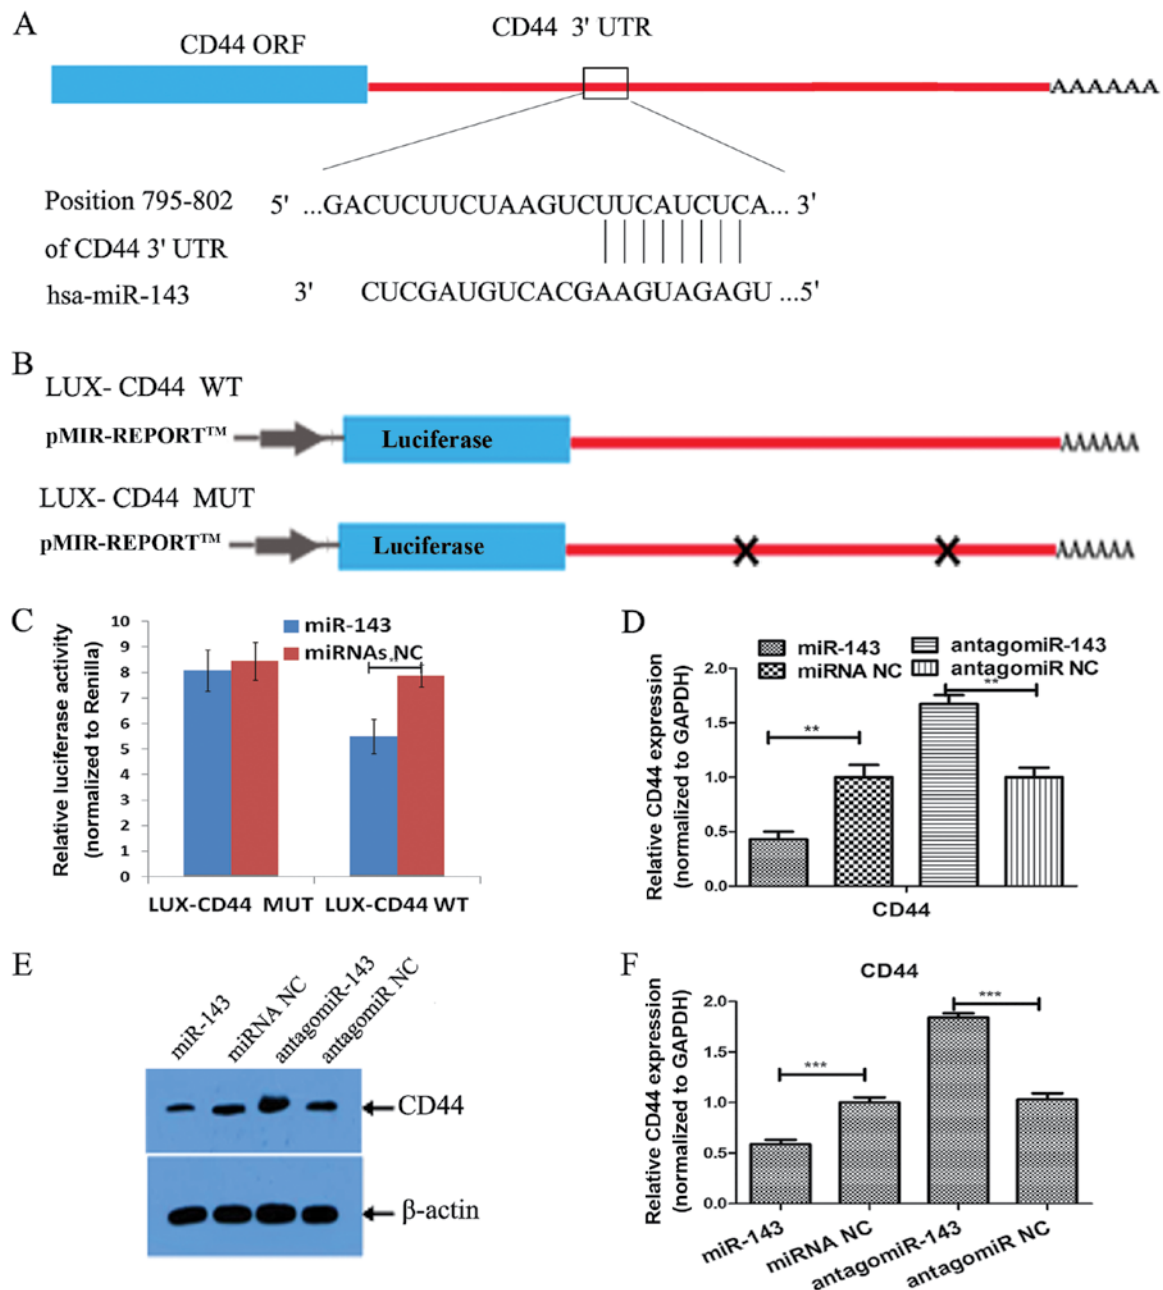 A
CD44 ORF
CD44 3' UTR
AAAAAA
Position 795-802
of CD44 3' UTR
hsa-miR-143
5' ...GACUCUUCUAAGUCUUCAUCUCA... 3'
3' CUCGAUGUCACGAAGUAGAGU ...5'
B
LUX- CD44 WT
pMIR-REPORT™
Luciferase
AAAAAA
LUX- CD44 MUT
pMIR-REPORT™
Luciferase
AAAAAA
C
Relative luciferase activity
(normalized to Renilla)
10
9
8
7
6
5
4
3
2
1
0
miR-143
miRNAs NC
*
LUX-CD44 MUT
LUX-CD44 WT
D
miR-143
miRNA NC
antagomiR-143
antagomiR NC
Relative CD44 expression
(normalized to GAPDH)
2.0
1.5
1.0
0.5
0.0
**
**
CD44
E
miR-143
miRNA NC
antagomiR-143
antagomiR NC
CD44
β-actin
F
CD44
Relative CD44 expression
(normalized to GAPDH)
2.0
1.5
1.0
0.5
0.0
***
***
miR-143
miRNA NC
antagomiR-143
antagomiR NC